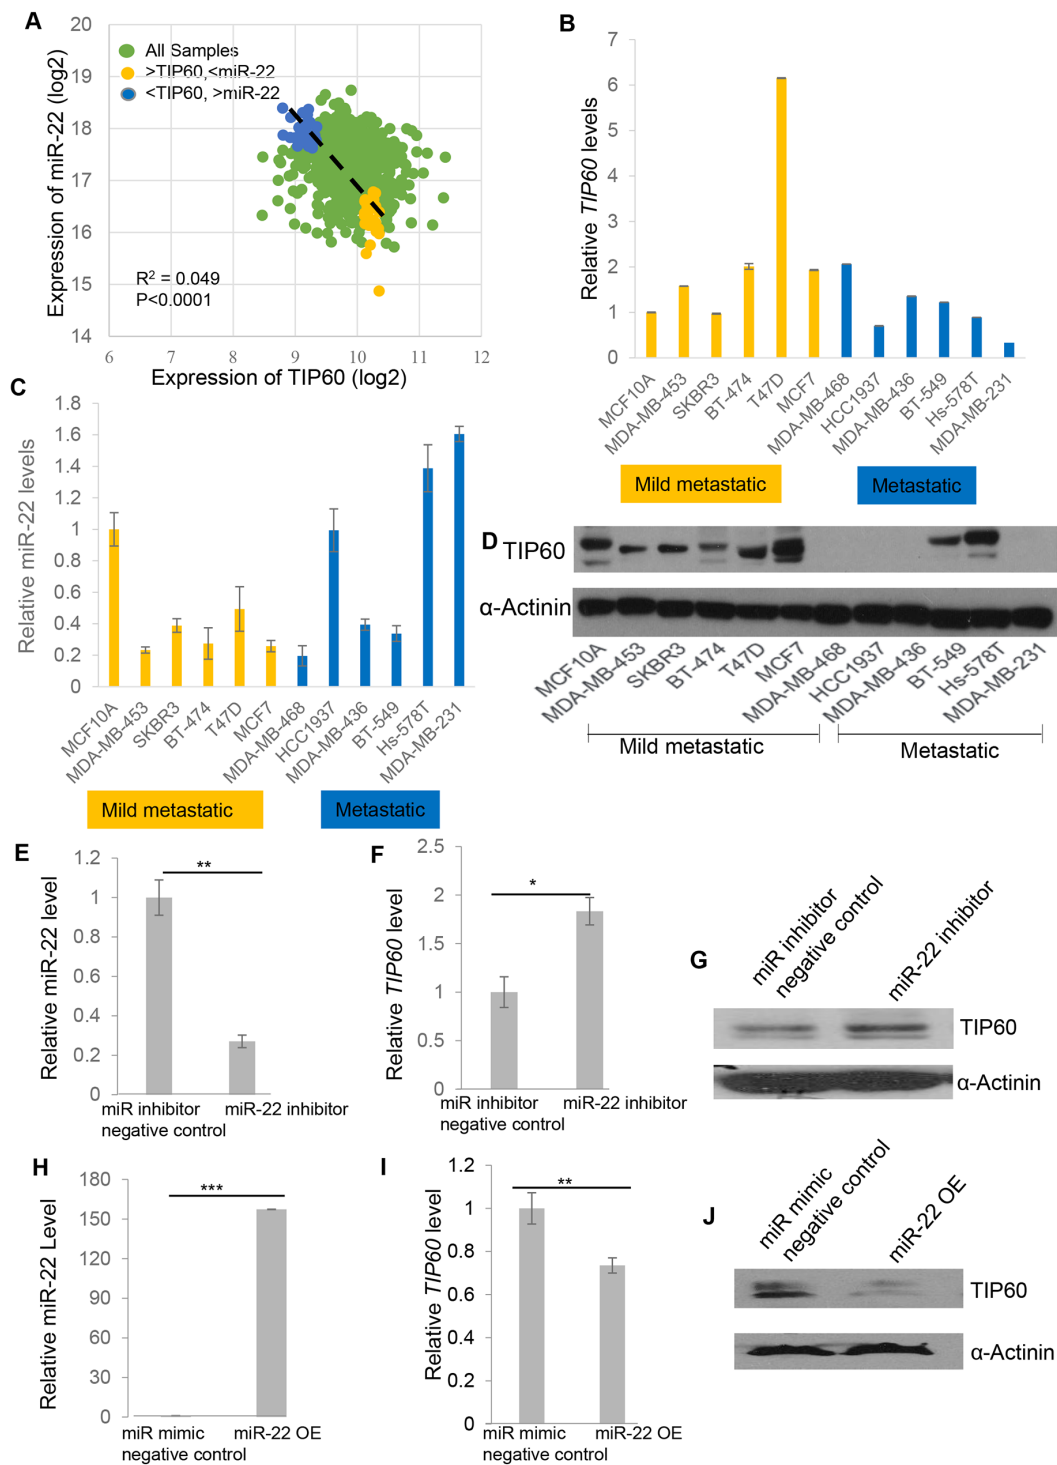 A
Expression of miR-22 (log2)
20
19
18
17
16
15
14
All Samples
>TIP60,<miR-22
<TIP60, >miR-22
R² = 0.049
P<0.0001
6 7 8 9 10 11 12
Expression of TIP60 (log2)
B
Relative TIP60 levels
7
6
5
4
3
2
1
0
MCF10A
MDA-MB-453
SKBR3
BT-474
T47D
MCF7
MDA-MB-468
HCC1937
MDA-MB-436
BT-549
Hs-578T
MDA-MB-231
Mild metastatic
Metastatic
C
Relative miR-22 levels
1.8
1.6
1.4
1.2
1
0.8
0.6
0.4
0.2
0
MCF10A
MDA-MB-453
SKBR3
BT-474
T47D
MCF7
MDA-MB-468
HCC1937
MDA-MB-436
BT-549
Hs-578T
MDA-MB-231
Mild metastatic
Metastatic
D
TIP60
α-Actinin
MCF10A
MDA-MB-453
SKBR3
BT-474
T47D
MCF7
MDA-MB-468
HCC1937
MDA-MB-436
BT-549
Hs-578T
MDA-MB-231
Mild metastatic
Metastatic
E
Relative miR-22 level
1.2
1
0.8
0.6
0.4
0.2
0
**
miR inhibitor
negative control
miR-22 inhibitor
F
Relative TIP60 level
2.5
2
1.5
1
0.5
0
*
miR inhibitor
negative control
miR-22 inhibitor
G
miR inhibitor
negative control
miR-22 inhibitor
TIP60
α-Actinin
H
Relative miR-22 Level
180
150
120
90
60
30
0
***
miR mimic
negative control
miR-22 OE
I
Relative TIP60 level
1.2
1
0.8
0.6
0.4
0.2
0
**
miR mimic
negative control
miR-22 OE
J
miR mimic
negative control
miR-22 OE
TIP60
α-Actinin